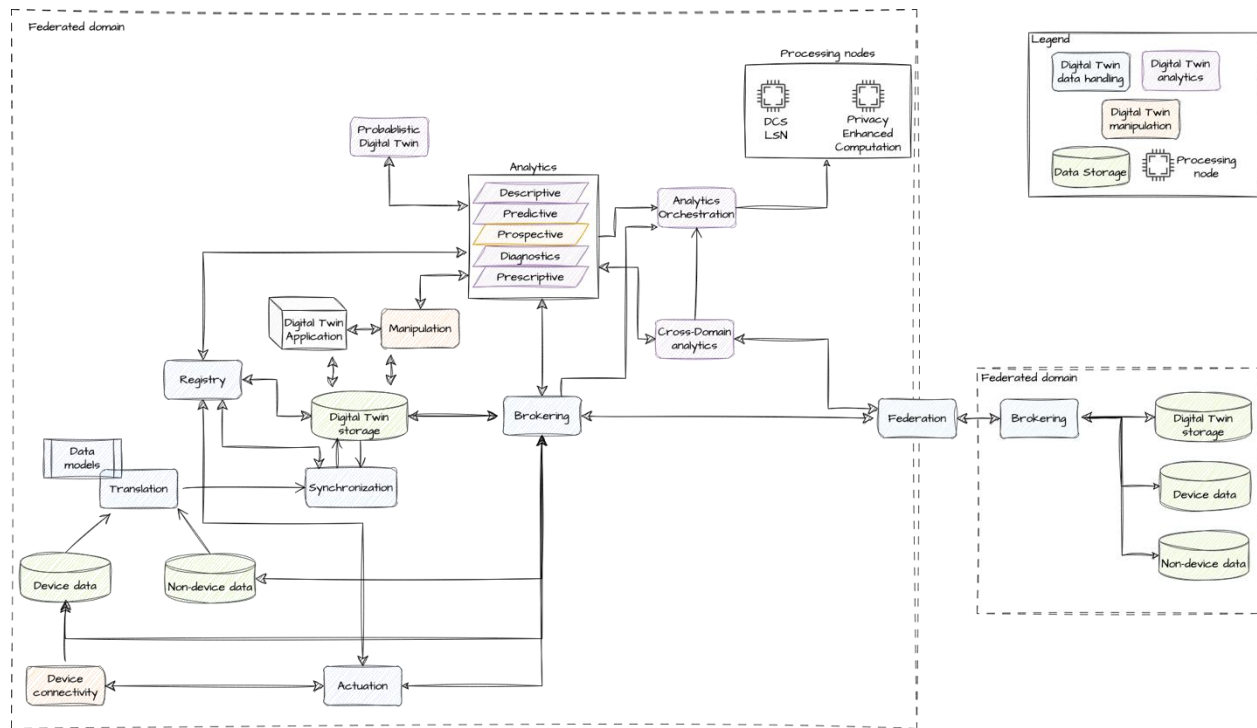 Federated domain
Processing nodes
DCS
LSN
Privacy
Enhanced
Computation
Legend
Digital Twin
data handling
Digital Twin
analytics
Digital Twin
manipulation
Data Storage
Processing
node
Probablistic
Digital Twin
Analytics
Descriptive
Predictive
Prospective
Diagnostics
Prescriptive
Analytics
Orchestration
Digital Twin
Application
Manipulation
Cross-Domain
analytics
Registry
Digital Twin
storage
Brokering
Federation
Federated domain
Brokering
Digital Twin
storage
Device data
Non-device data
Data
models
Translation
Synchronization
Device data
Non-device data
Device
connectivity
Actuation